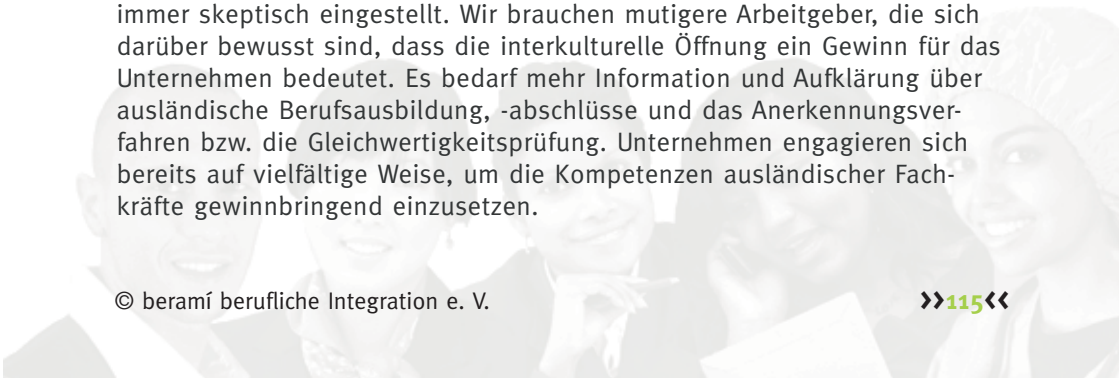 immer skeptisch eingestellt. Wir brauchen mutigere Arbeitgeber, die sich
darüber bewusst sind, dass die interkulturelle Öffnung ein Gewinn für das
Unternehmen bedeutet. Es bedarf mehr Information und Aufklärung über
ausländische Berufsausbildung, -abschlüsse und das Anerkennungsver-
fahren bzw. die Gleichwertigkeitsprüfung. Unternehmen engagieren sich
bereits auf vielfältige Weise, um die Kompetenzen ausländischer Fach-
kräfte gewinnbringend einzusetzen.
© beramí berufliche Integration e. V. >>115<<